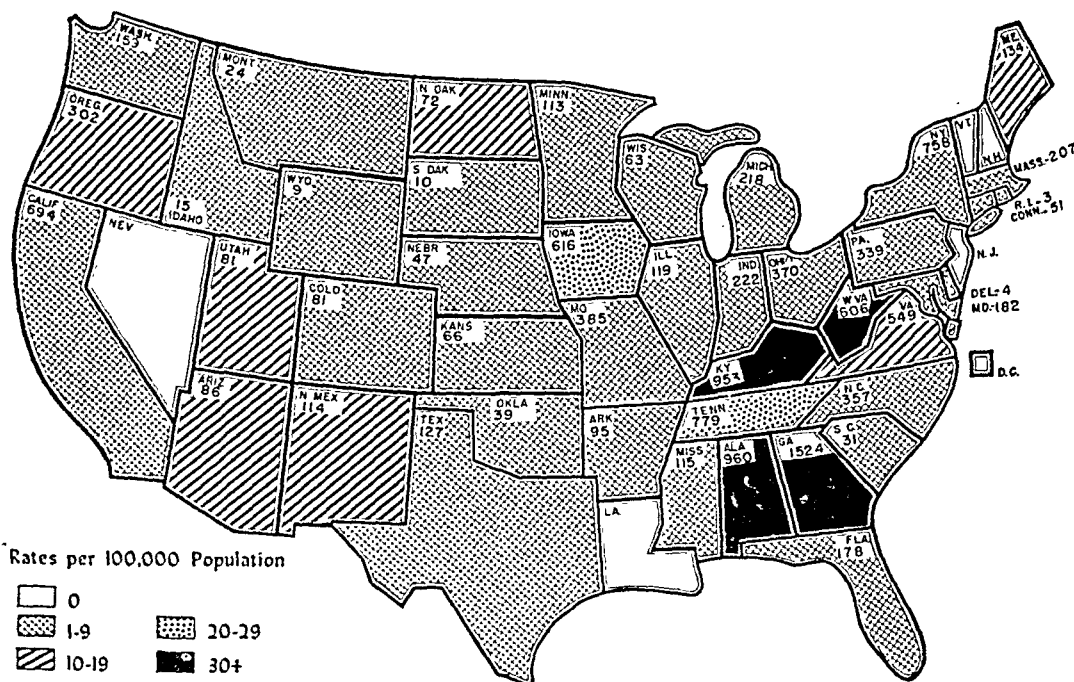 WASH
153
MONT
24
N. DAK
72
MINN
113
ME
134
OREG
302
S DAK
10
WIS
63
MICH
218
NY
758
VT.
N.H.
MASS-207
R.I.-3
CONN-51
15
IDAHO
WYO
9
CALIF
694
NEV
UTAH
81
NEBR
47
IOWA
616
ILL
119
IND
222
OH
370
PA.
339
N.J.
COLO
81
DEL-4
MD-182
W VA
606
VA
549
KANS
66
MO
385
KY
953
D.C.
ARIZ
86
N MEX
114
OKLA
39
TEX
127
ARK
95
TENN
779
N.C.
357
S C
31
MISS
115
ALA
960
GA
1524
LA
FLA
178
Rates per 100,000 Population
0
1-9
20-29
10-19
30+